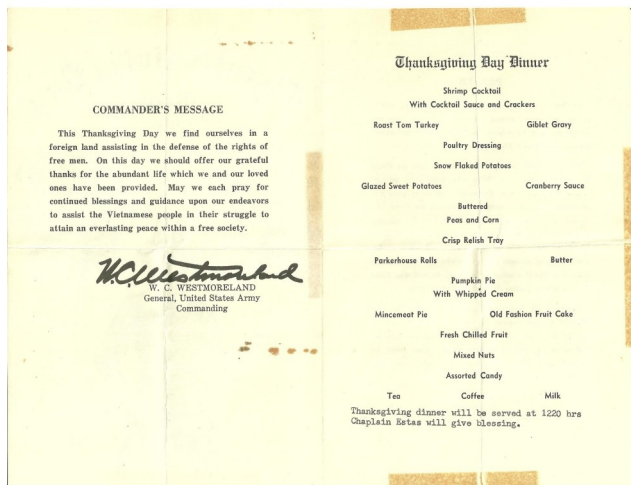 COMMANDER'S MESSAGE
This Thanksgiving Day we find ourselves in a
foreign land assisting in the defense of the rights of
free men. On this day we should offer our grateful
thanks for the abundant life which we and our loved
ones have been provided. May we each pray for
continued blessings and guidance upon our endeavors
to assist the Vietnamese people in their struggle to
attain an everlasting peace within a free society.
W.C. Westmoreland
W. C. WESTMORELAND
General, United States Army
Commanding
Thanksgiving Day Dinner
Shrimp Cocktail
With Cocktail Sauce and Crackers
Roast Tom Turkey Giblet Gravy
Poultry Dressing
Snow Flaked Potatoes
Glazed Sweet Potatoes Cranberry Sauce
Buttered
Peas and Corn
Crisp Relish Tray
Parkerhouse Rolls Butter
Pumpkin Pie
With Whipped Cream
Mincemeat Pie Old Fashion Fruit Cake
Fresh Chilled Fruit
Mixed Nuts
Assorted Candy
Tea Coffee Milk
Thanksgiving dinner will be served at 1220 hrs
Chaplain Estas will give blessing.